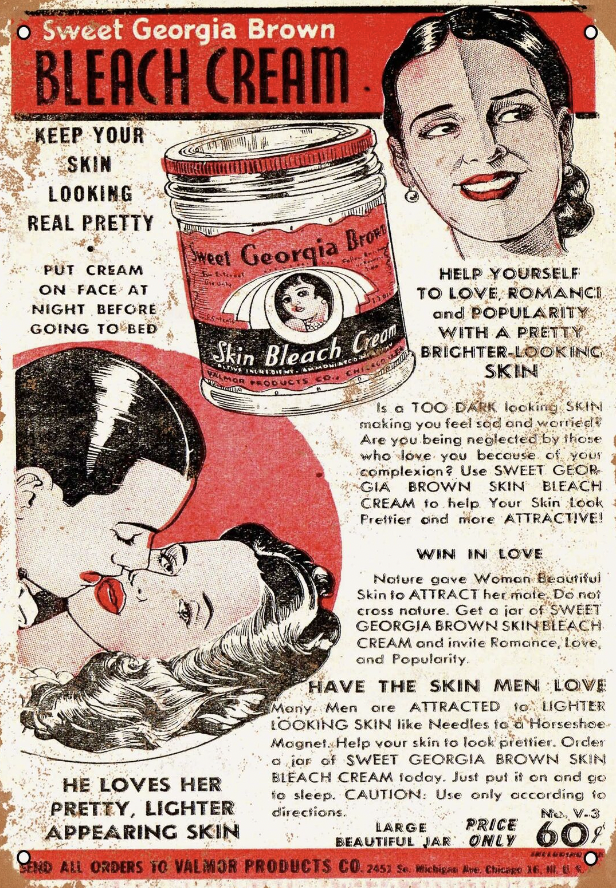 Sweet Georgia Brown
BLEACH CREAM.
KEEP YOUR
SKIN
LOOKING
REAL PRETTY
•
PUT CREAM
ON FACE AT
NIGHT BEFORE
GOING TO BED
Sweet Georgia Brown
Skin Bleach Cream
VALMOR PRODUCTS CO., CHICAGO
HELP YOURSELF
TO LOVE, ROMANCE
and POPULARITY
WITH A PRETTY
BRIGHTER-LOOKING
SKIN
Is a TOO DARK looking SKIN
making you feel sad and worried?
Are you being neglected by those
who love you because of your
complexion? Use SWEET GEOR-
GIA BROWN SKIN BLEACH
CREAM to help Your Skin Look
Prettier and more ATTRACTIVE!
WIN IN LOVE
Nature gave Woman Beautiful
Skin to ATTRACT her mate. Do not
cross nature. Get a jar of SWEET
GEORGIA BROWN SKIN BLEACH
CREAM and invite Romance, Love,
and Popularity.
HAVE THE SKIN MEN LOVE
Many Men are ATTRACTED to LIGHTER
LOOKING SKIN like Needles to a Horseshoe
Magnet. Help your skin to look prettier. Order
a jar of SWEET GEORGIA BROWN SKIN
BLEACH CREAM today. Just put it on and go
to sleep. CAUTION: Use only according to
directions.
HE LOVES HER
PRETTY, LIGHTER
APPEARING SKIN
LARGE
BEAUTIFUL JAR
PRICE
ONLY
No. V-3
60¢
SEND ALL ORDERS TO VALMOR PRODUCTS CO. 2451 So. Michigan Ave. Chicago 16, Ill.